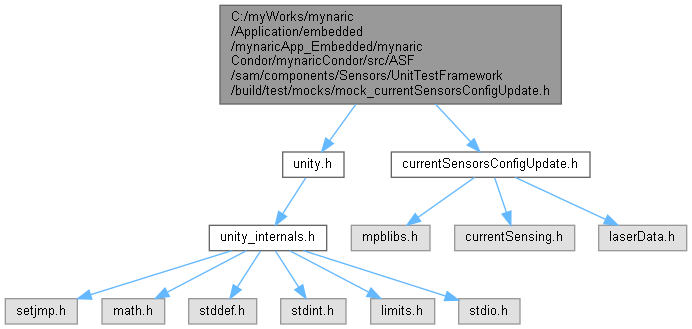 C:/myWorks/mynaric
/Application/embedded
/mynaricApp_Embedded/mynaric
Condor/mynaricCondor/src/ASF
/sam/components/Sensors/UnitTestFramework
/build/test/mocks/mock_currentSensorsConfigUpdate.h
unity.h
currentSensorsConfigUpdate.h
unity_internals.h
mpblibs.h
currentSensing.h
laserData.h
setjmp.h
math.h
stddef.h
stdint.h
limits.h
stdio.h